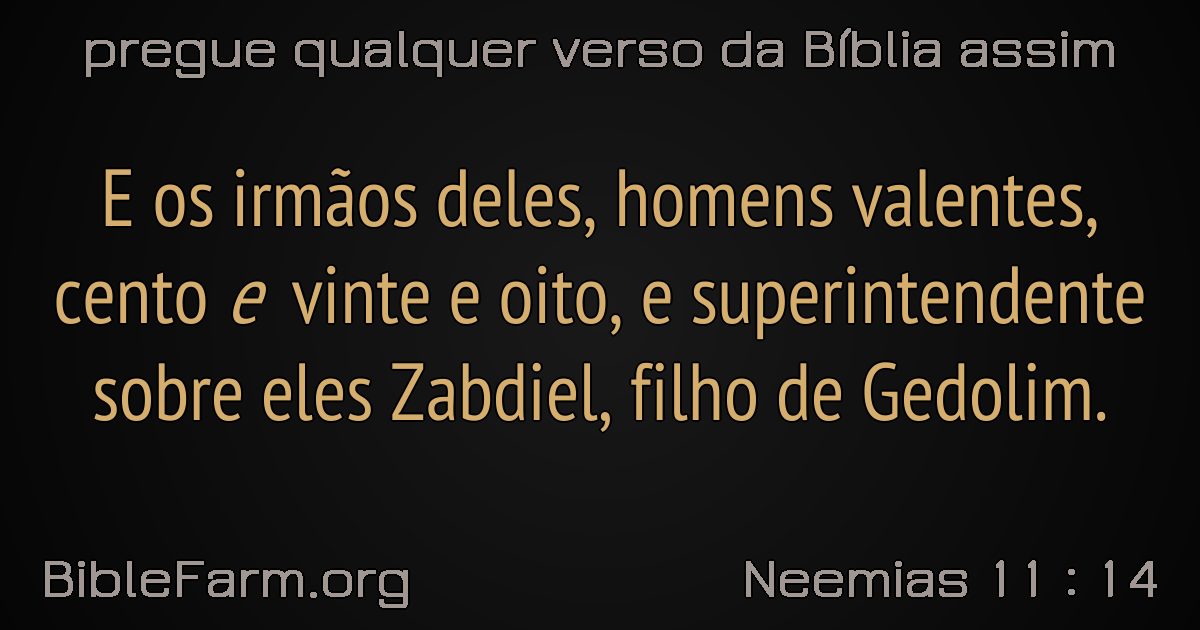 pregue qualquer verso da Bíblia assim
E os irmãos deles, homens valentes,
cento e vinte e oito, e superintendente
sobre eles Zabdiel, filho de Gedolim.
BibleFarm.org
Neemias 11 : 14